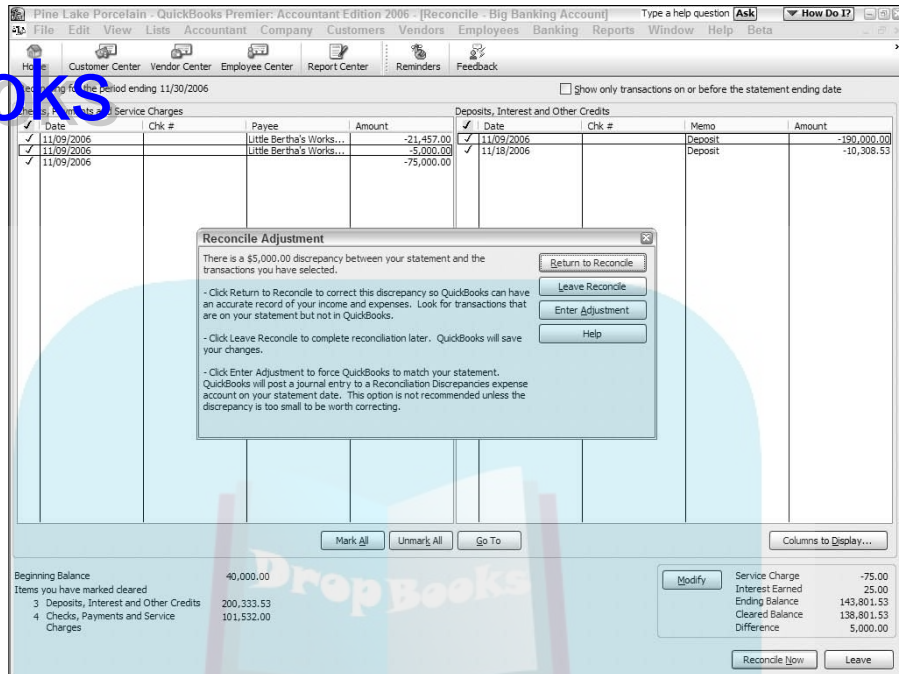 Pine Lake Porcelain - QuickBooks Premier: Accountant Edition 2006 - [Reconcile - Big Banking Account]
Type a help question Ask How Do I?
File Edit View Lists Accountant Company Customers Vendors Employees Banking Reports Window Help Beta
Home Customer Center Vendor Center Employee Center Report Center Reminders Feedback
oks
for the period ending 11/30/2006
Show only transactions on or before the statement ending date
Checks, Payments and Service Charges
Deposits, Interest and Other Credits
✓ Date Chk # Payee Amount
✓ Date Chk # Memo Amount
✓ 11/09/2006 Little Bertha's Works... -21,457.00
✓ 11/09/2006 Deposit -190,000.00
✓ 11/09/2006 Little Bertha's Works... -5,000.00
✓ 11/18/2006 Deposit -10,308.53
✓ 11/09/2006 -75,000.00
Reconcile Adjustment
There is a $5,000.00 discrepancy between your statement and the
transactions you have selected.
- Click Return to Reconcile to correct this discrepancy so QuickBooks can have
an accurate record of your income and expenses. Look for transactions that
are on your statement but not in QuickBooks.
- Click Leave Reconcile to complete reconciliation later. QuickBooks will save
your changes.
- Click Enter Adjustment to force QuickBooks to match your statement.
QuickBooks will post a journal entry to a Reconciliation Discrepancies expense
account on your statement date. This option is not recommended unless the
discrepancy is too small to be worth correcting.
Return to Reconcile
Leave Reconcile
Enter Adjustment
Help
Mark All Unmark All Go To Columns to Display...
DropBooks
Beginning Balance 40,000.00
Items you have marked cleared
3 Deposits, Interest and Other Credits 200,333.53
4 Checks, Payments and Service 101,532.00
Charges
Modify
Service Charge -75.00
Interest Earned 25.00
Ending Balance 143,801.53
Cleared Balance 138,801.53
Difference 5,000.00
Reconcile Now Leave